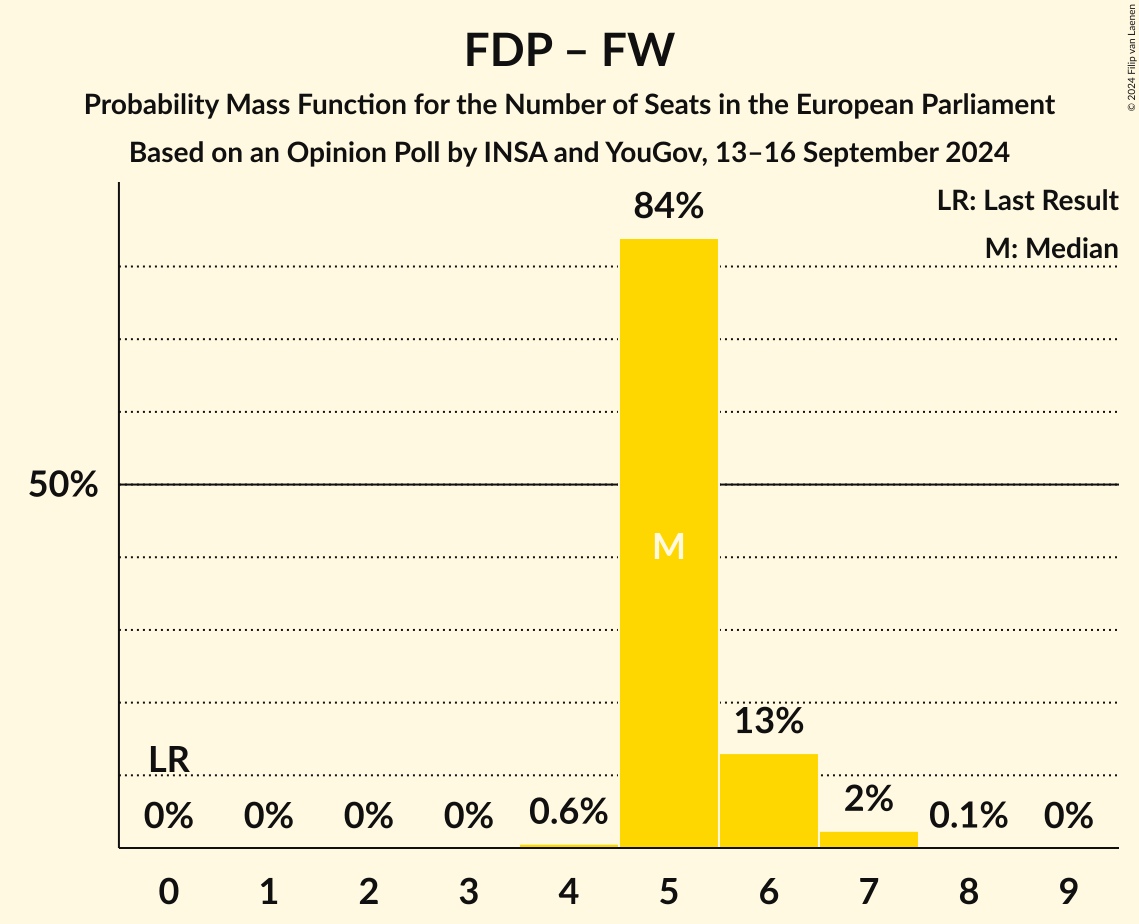 FDP – FW
Probability Mass Function for the Number of Seats in the European Parliament
Based on an Opinion Poll by INSA and YouGov, 13–16 September 2024
© 2024 Filip van Laenen
LR: Last Result
M: Median
84%
50%
M
13%
LR
0% 0% 0% 0% 0.6% 2% 0.1% 0%
0 1 2 3 4 5 6 7 8 9